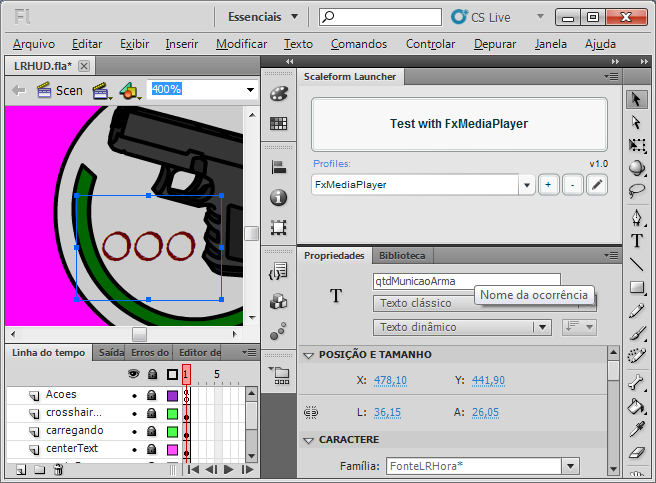 Fl
Essenciais
CS Live
Arquivo Editar Exibir Inserir Modificar Texto Comandos Controlar Depurar Janela Ajuda
LRHUD.fla*
Scen
400%
Scaleform Launcher
Test with FxMediaPlayer
Profiles:
v1.0
FxMediaPlayer
+ -
OOO
Propriedades Biblioteca
T
qtdMunicaoArma
Texto clássico
Nome da ocorrência
Texto dinâmico
POSIÇÃO E TAMANHO
X: 478,10 Y: 441,90
L: 36,15 A: 26,05
CARACTERE
Família: FonteLRHora*
Linha do tempo Saída Erros do Editor de
1 5
Acoes
crosshair...
carregando
centerText